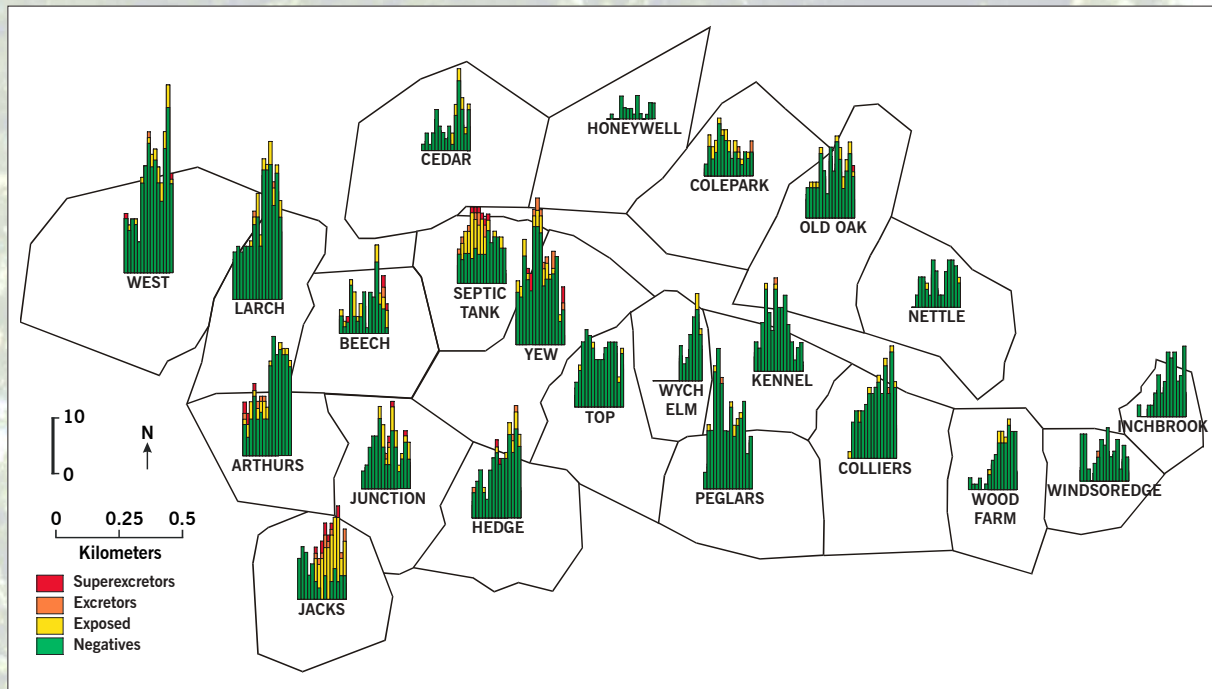 HONEYWELL
CEDAR
COLEPARK
OLD OAK
WEST
LARCH
SEPTIC
TANK
NETTLE
BEECH
YEW
KENNEL
WYCH
ELM
TOP
INCHBROOK
10
0
N
ARTHURS
COLLIERS
JUNCTION
PEGLARS
WINDSOREDGE
WOOD
FARM
HEDGE
0 0.25 0.5
Kilometers
JACKS
Superexcretors
Excretors
Exposed
Negatives